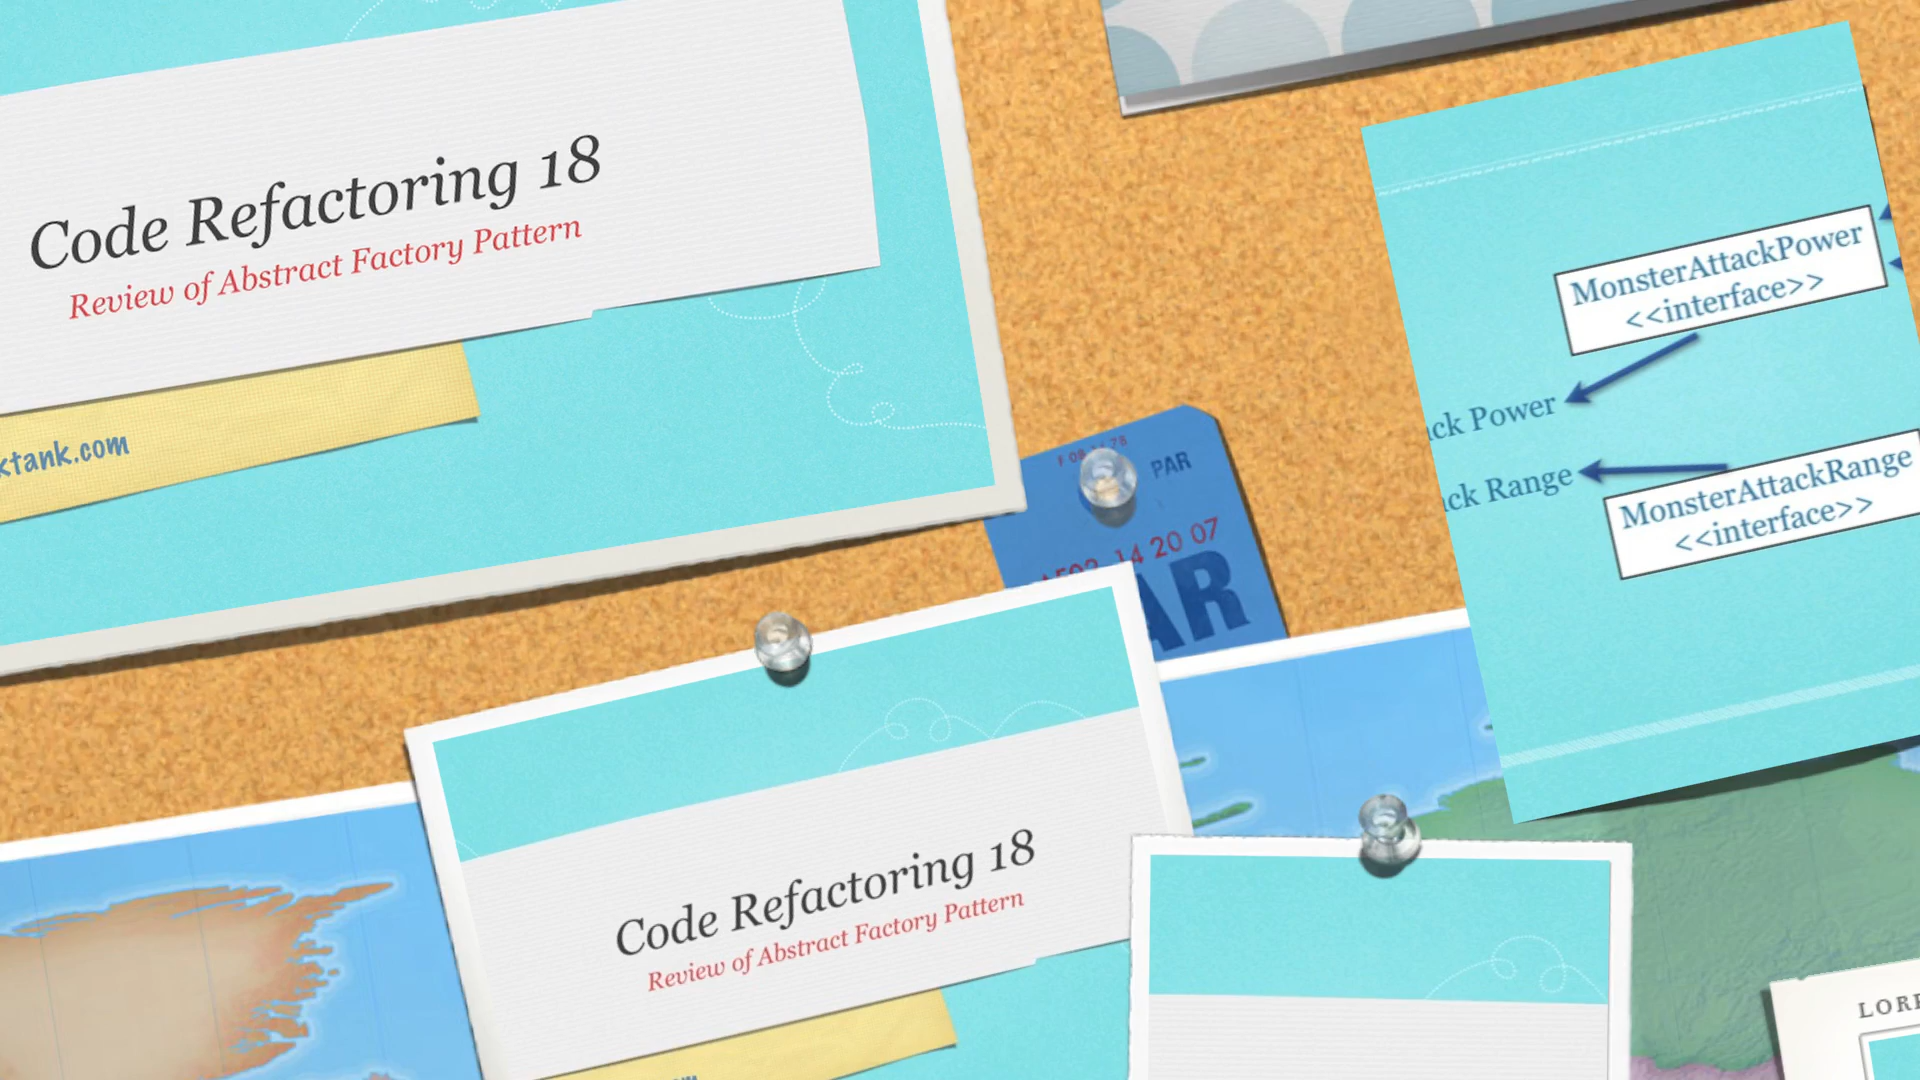 Code Refactoring 18
Review of Abstract Factory Pattern
ktank.com
MonsterAttackPower
<<interface>>
ck Power
ck Range
MonsterAttackRange
<<interface>>
PAR
14 20 07
AR
Code Refactoring 18
Review of Abstract Factory Pattern
LORE